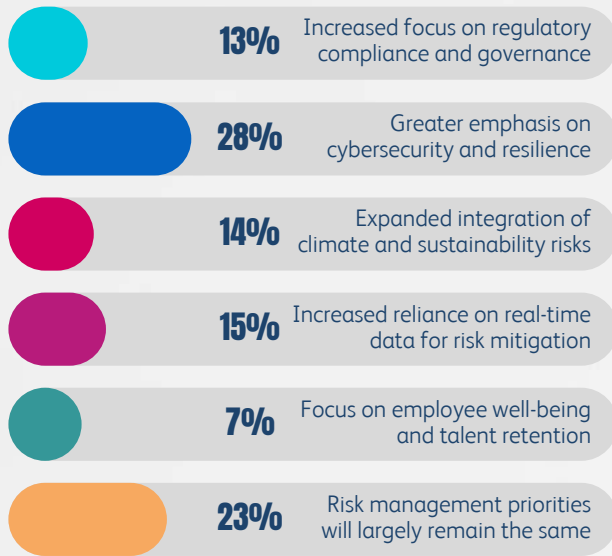 13%
Increased focus on regulatory
compliance and governance
28%
Greater emphasis on
cybersecurity and resilience
14%
Expanded integration of
climate and sustainability risks
15%
Increased reliance on real-time
data for risk mitigation
7%
Focus on employee well-being
and talent retention
23%
Risk management priorities
will largely remain the same